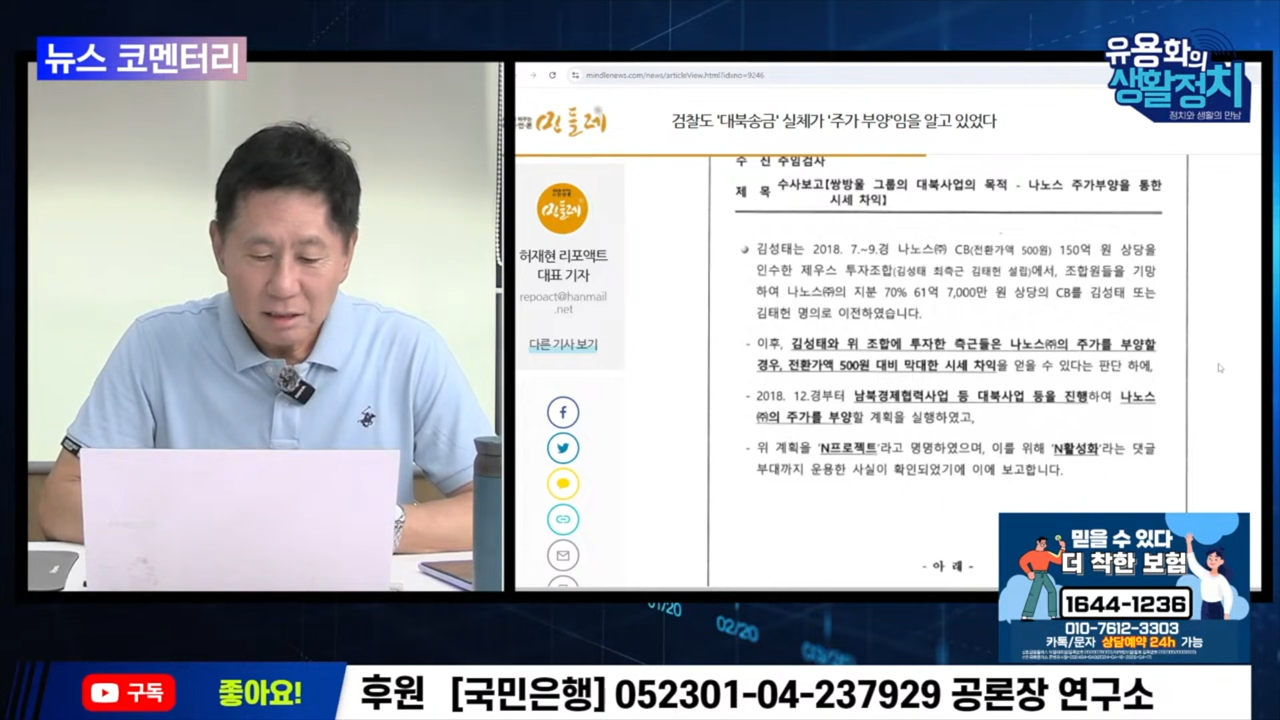 뉴스 코멘터리
유용화의
생활정치
정치와 생활의 만남
mindlenews.com/news/articleView.html?idxno=9246
민들레
검찰도 '대북송금' 실체가 '주가 부양'임을 알고 있었다
수 신 주임검사
제 목 수사보고【쌍방울 그룹의 대북사업의 목적 - 나노스 주가부양을 통한
시세 차익】
민들레
허재현 리포액트
대표 기자
repoact@hanmail
.net
다른 기사 보기
김성태는 2018. 7.~9.경 나노스㈜ CB(전환가액 500원) 150억 원 상당을
인수한 제우스 투자조합(김성태 최측근 김태헌 설립)에서, 조합원들을 기망
하여 나노스㈜의 지분 70% 61억 7,000만 원 상당의 CB를 김성태 또는
김태헌 명의로 이전하였습니다.
- 이후, 김성태와 위 조합에 투자한 측근들은 나노스㈜의 주가를 부양할
경우, 전환가액 500원 대비 막대한 시세 차익을 얻을 수 있다는 판단 하에,
- 2018. 12.경부터 남북경제협력사업 등 대북사업 등을 진행하여 나노스
㈜의 주가를 부양할 계획을 실행하였고,
- 위 계획을 'N프로젝트'라고 명명하였으며, 이를 위해 'N활성화'라는 댓글
부대까지 운용한 사실이 확인되었기에 이에 보고합니다.
- 아 래 -
믿을 수 있다
더 착한 보험
1644-1236
010-7612-3303
카톡/문자 상담예약 24h 가능
01/20
02/20
구독
좋아요!
후원 [국민은행] 052301-04-237929 공론장 연구소